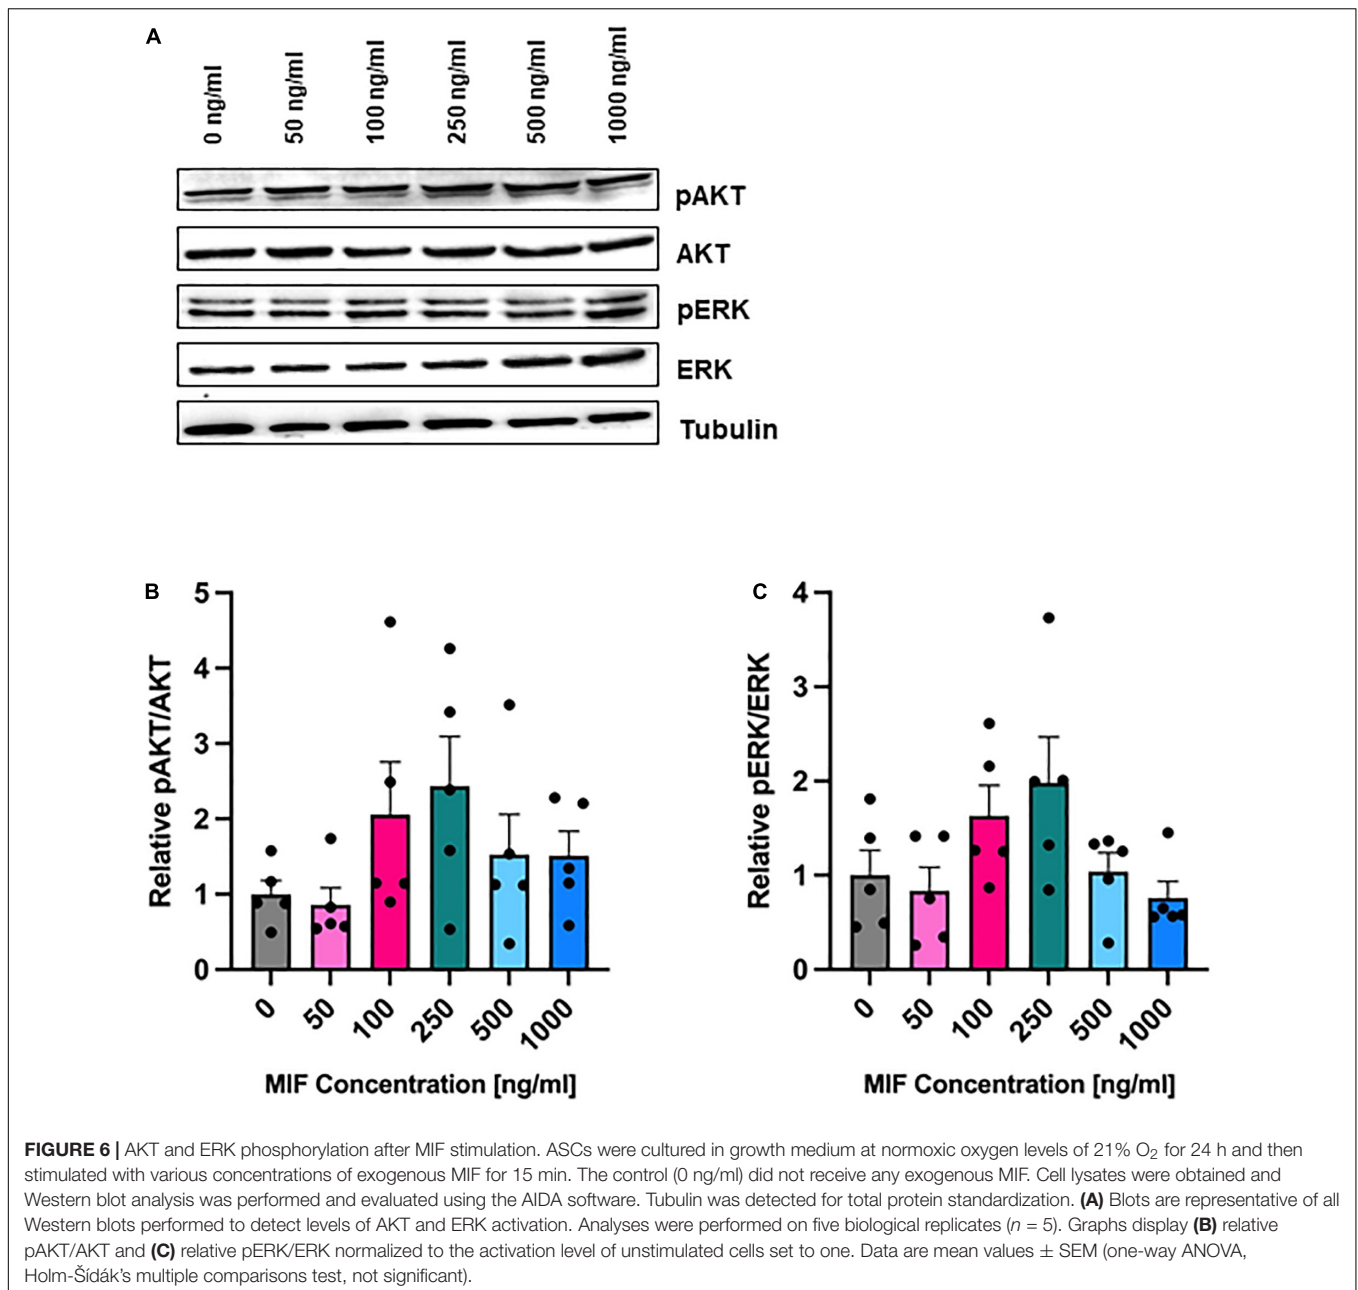 A
0 ng/ml
50 ng/ml
100 ng/ml
250 ng/ml
500 ng/ml
1000 ng/ml
pAKT
AKT
pERK
ERK
Tubulin
B
Relative pAKT/AKT
5
4
3
2
1
0
0
50
100
250
500
1000
MIF Concentration [ng/ml]
C
Relative pERK/ERK
4
3
2
1
0
0
50
100
250
500
1000
MIF Concentration [ng/ml]
FIGURE 6 | AKT and ERK phosphorylation after MIF stimulation. ASCs were cultured in growth medium at normoxic oxygen levels of 21% O₂ for 24 h and then
stimulated with various concentrations of exogenous MIF for 15 min. The control (0 ng/ml) did not receive any exogenous MIF. Cell lysates were obtained and
Western blot analysis was performed and evaluated using the AIDA software. Tubulin was detected for total protein standardization. (A) Blots are representative of all
Western blots performed to detect levels of AKT and ERK activation. Analyses were performed on five biological replicates (n = 5). Graphs display (B) relative
pAKT/AKT and (C) relative pERK/ERK normalized to the activation level of unstimulated cells set to one. Data are mean values ± SEM (one-way ANOVA,
Holm-Šídák's multiple comparisons test, not significant).